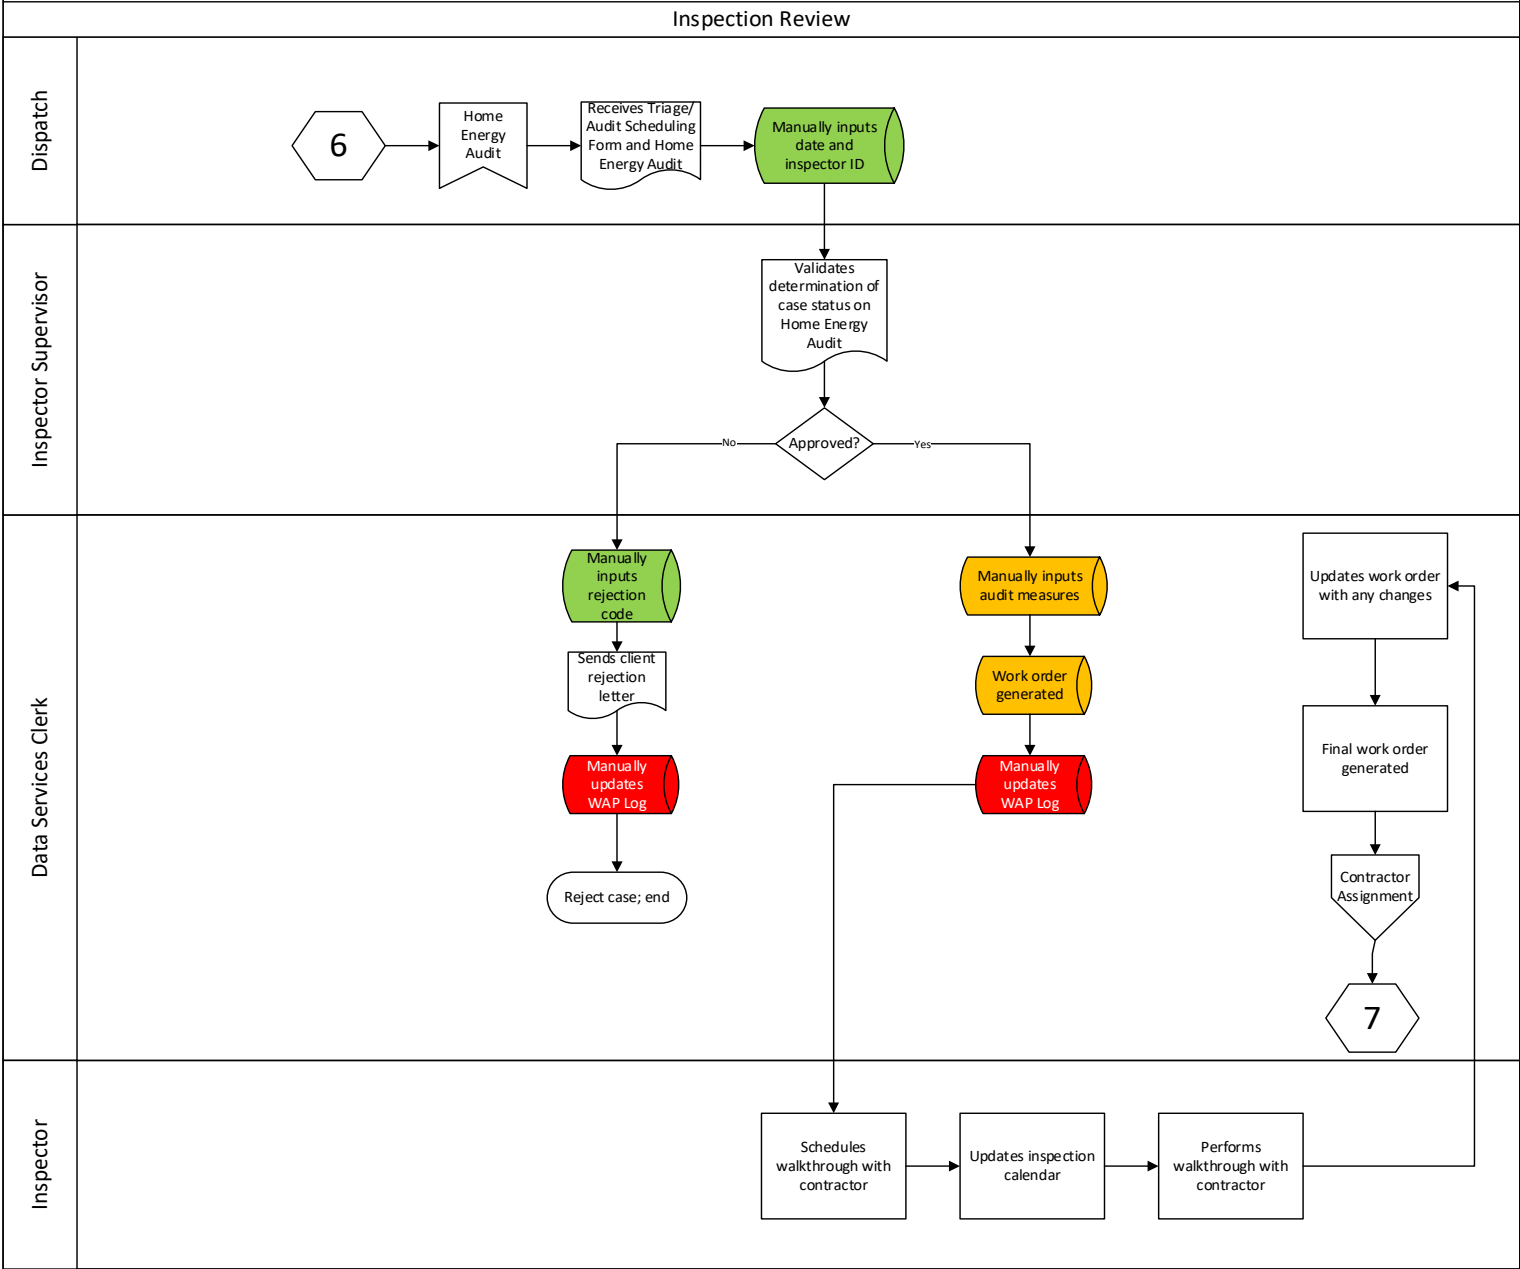 Inspection Review
Dispatch
6
Home
Energy
Audit
Receives Triage/
Audit Scheduling
Form and Home
Energy Audit
Manually inputs
date and
inspector ID
Inspector Supervisor
Validates
determination of
case status on
Home Energy
Audit
Approved?
No
Yes
Data Services Clerk
Manually
inputs
rejection
code
Sends client
rejection
letter
Manually
updates
WAP Log
Reject case; end
Manually inputs
audit measures
Work order
generated
Manually
updates
WAP Log
Updates work order
with any changes
Final work order
generated
Contractor
Assignment
7
Inspector
Schedules
walkthrough with
contractor
Updates inspection
calendar
Performs
walkthrough with
contractor